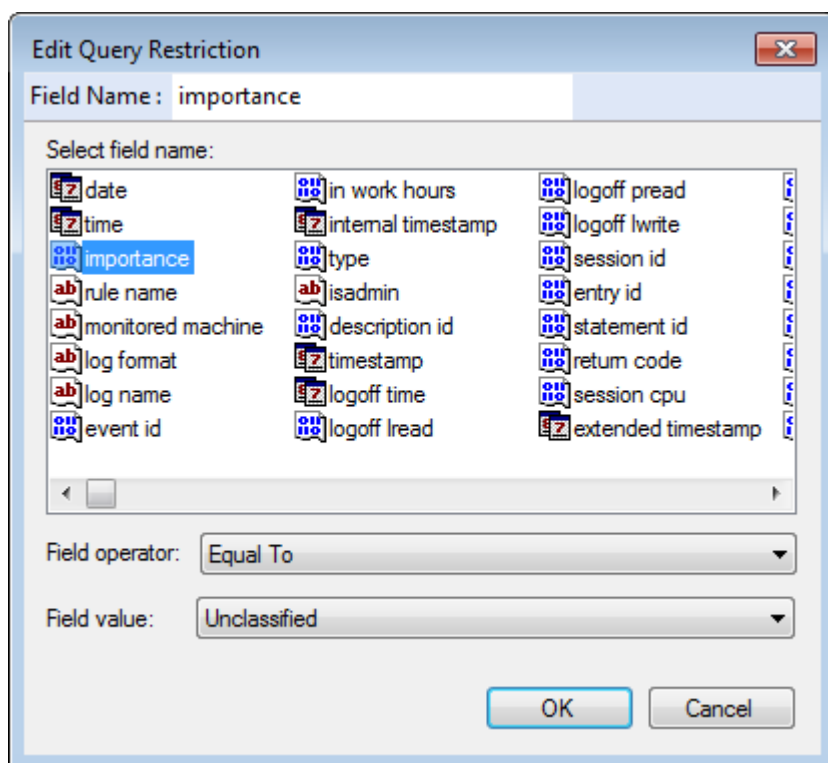 Edit Query Restriction
Field Name: importance
Select field name:
date
time
importance
rule name
monitored machine
log format
log name
event id
in work hours
internal timestamp
type
isadmin
description id
timestamp
logoff time
logoff lread
logoff pread
logoff lwrite
session id
entry id
statement id
return code
session cpu
extended timestamp
Field operator: Equal To
Field value: Unclassified
OK Cancel